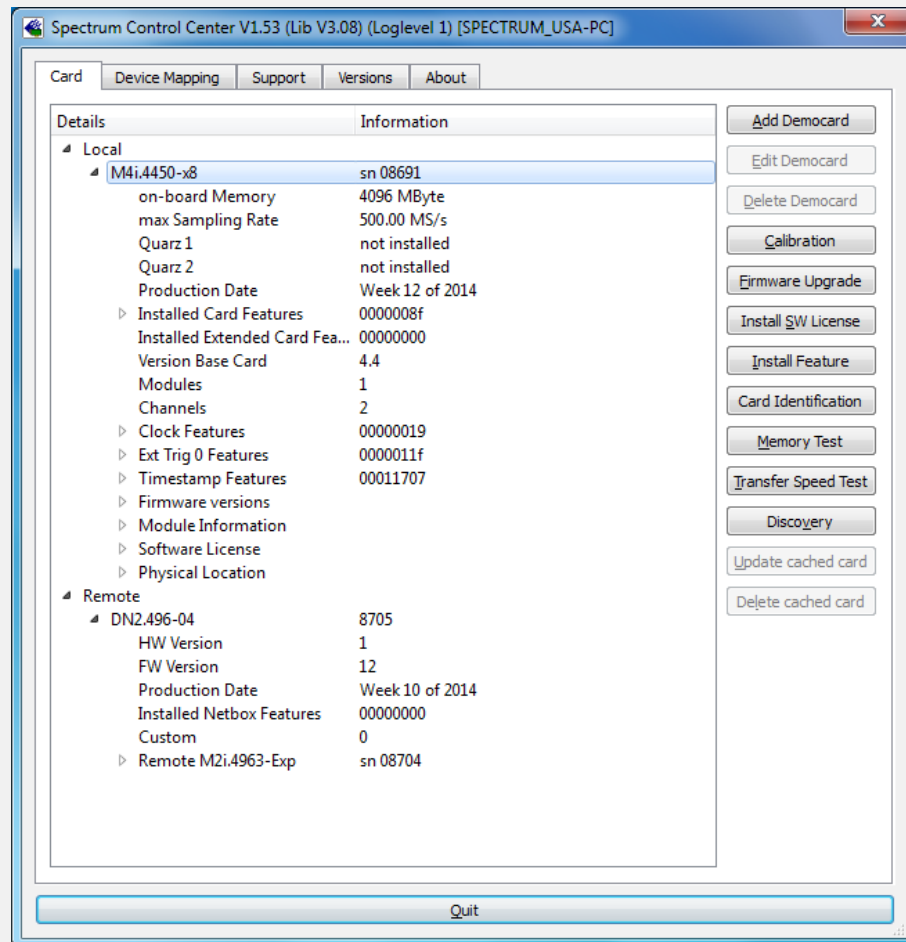 Spectrum Control Center V1.53 (Lib V3.08) (Loglevel 1) [SPECTRUM_USA-PC]
Card Device Mapping Support Versions About
Details Information
Local
M4i.4450-x8 sn 08691
on-board Memory 4096 MByte
max Sampling Rate 500.00 MS/s
Quarz 1 not installed
Quarz 2 not installed
Production Date Week 12 of 2014
Installed Card Features 0000008f
Installed Extended Card Fea... 00000000
Version Base Card 4.4
Modules 1
Channels 2
Clock Features 00000019
Ext Trig 0 Features 0000011f
Timestamp Features 00011707
Firmware versions
Module Information
Software License
Physical Location
Remote
DN2.496-04 8705
HW Version 1
FW Version 12
Production Date Week 10 of 2014
Installed Netbox Features 00000000
Custom 0
Remote M2i.4963-Exp sn 08704
Add Democard
Edit Democard
Delete Democard
Calibration
Firmware Upgrade
Install SW License
Install Feature
Card Identification
Memory Test
Transfer Speed Test
Discovery
Update cached card
Delete cached card
Quit